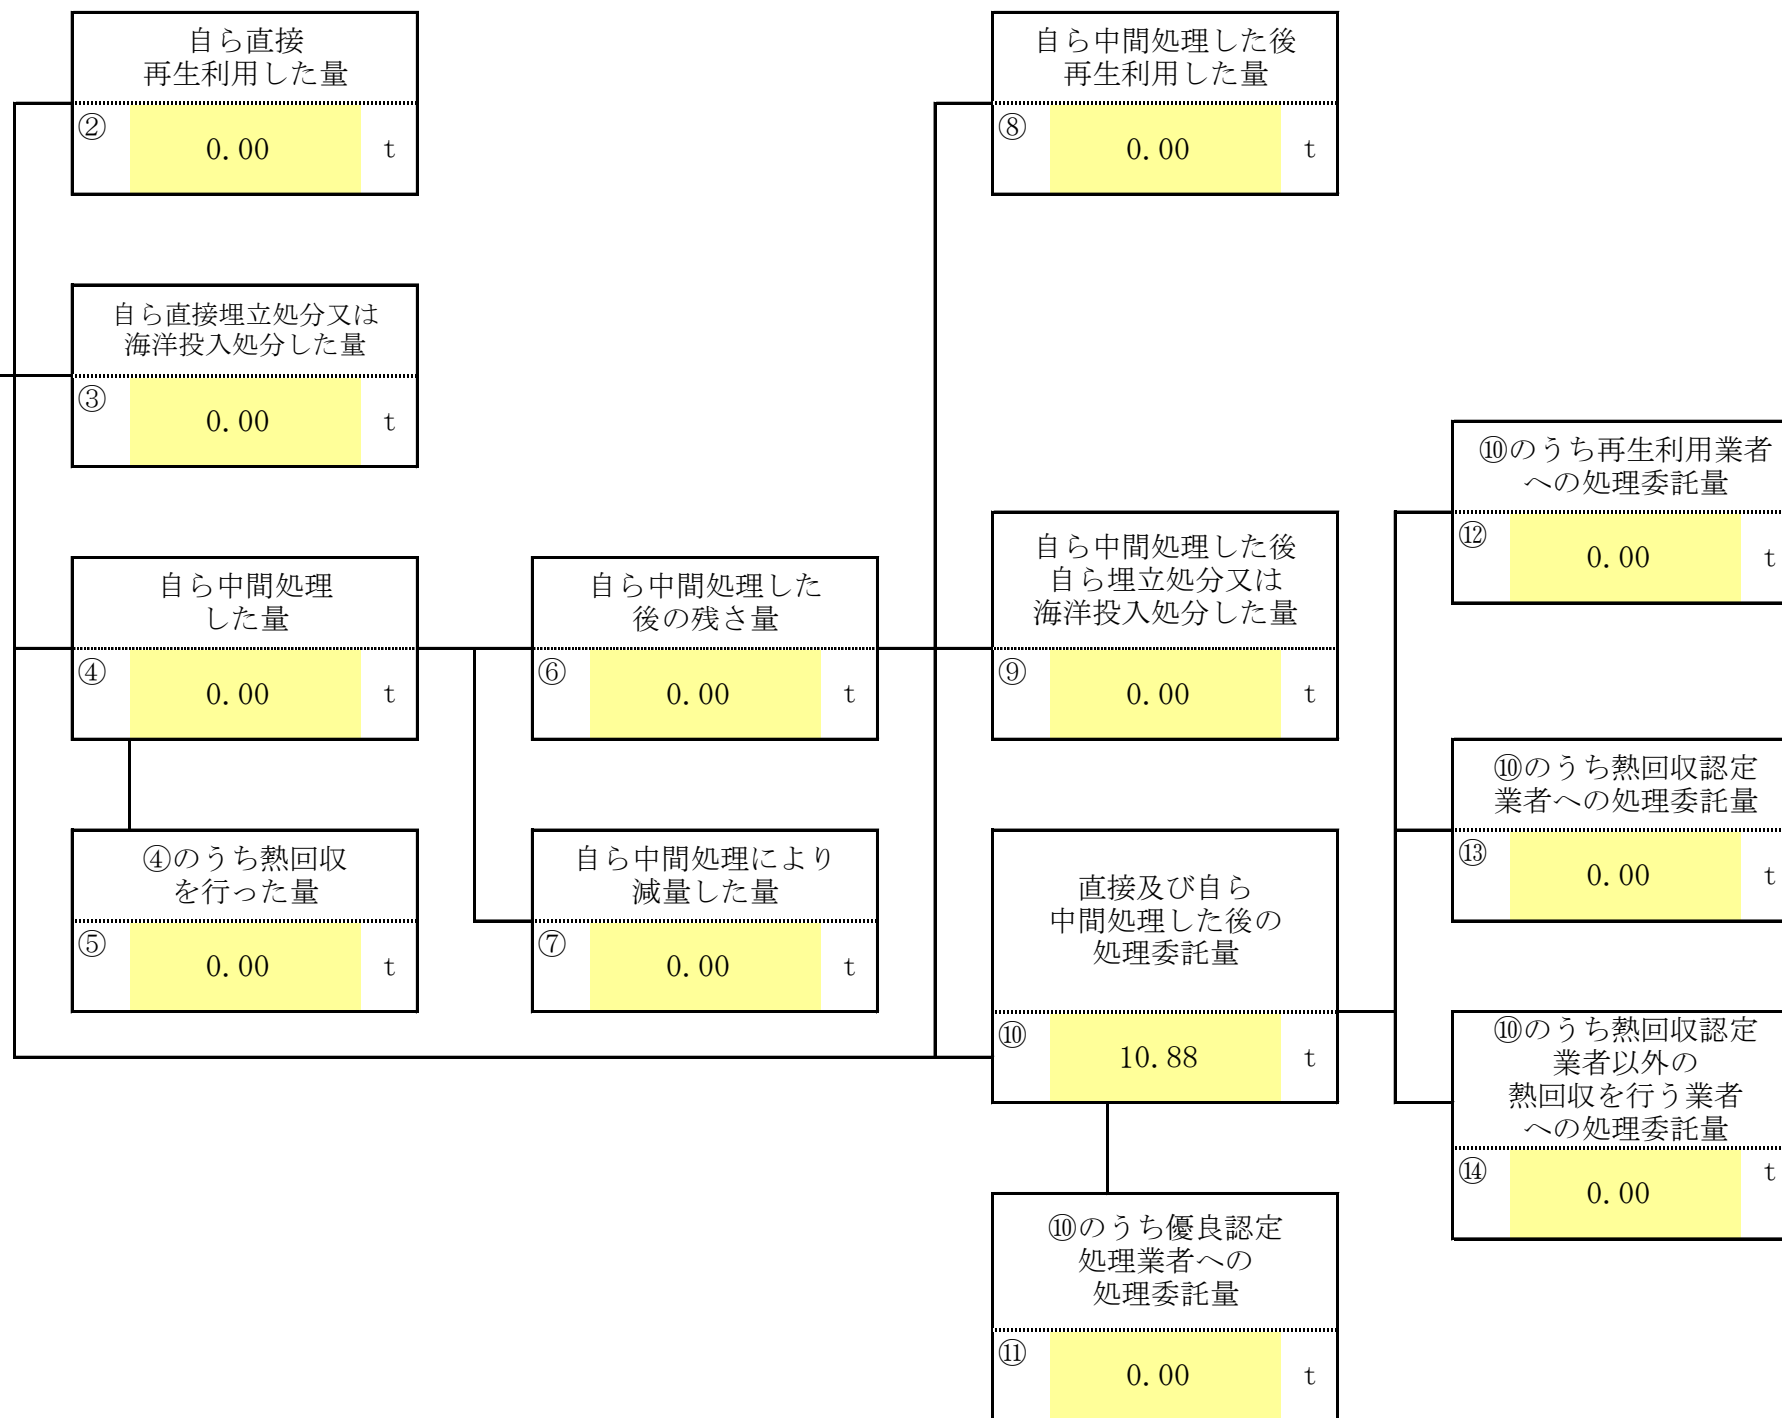 自ら直接
再生利用した量
② 0.00 t
自ら中間処理した後
再生利用した量
⑧ 0.00 t
自ら直接埋立処分又は
海洋投入処分した量
③ 0.00 t
⑩のうち再生利用業者
への処理委託量
⑫ 0.00 t
自ら中間処理
した量
④ 0.00 t
自ら中間処理した
後の残さ量
⑥ 0.00 t
自ら中間処理した後
自ら埋立処分又は
海洋投入処分した量
⑨ 0.00 t
⑩のうち熱回収認定
業者への処理委託量
⑬ 0.00 t
④のうち熱回収
を行った量
⑤ 0.00 t
自ら中間処理により
減量した量
⑦ 0.00 t
直接及び自ら
中間処理した後の
処理委託量
⑩ 10.88 t
⑩のうち熱回収認定
業者以外の
熱回収を行う業者
への処理委託量
⑭ 0.00 t
⑩のうち優良認定
処理業者への
処理委託量
⑪ 0.00 t